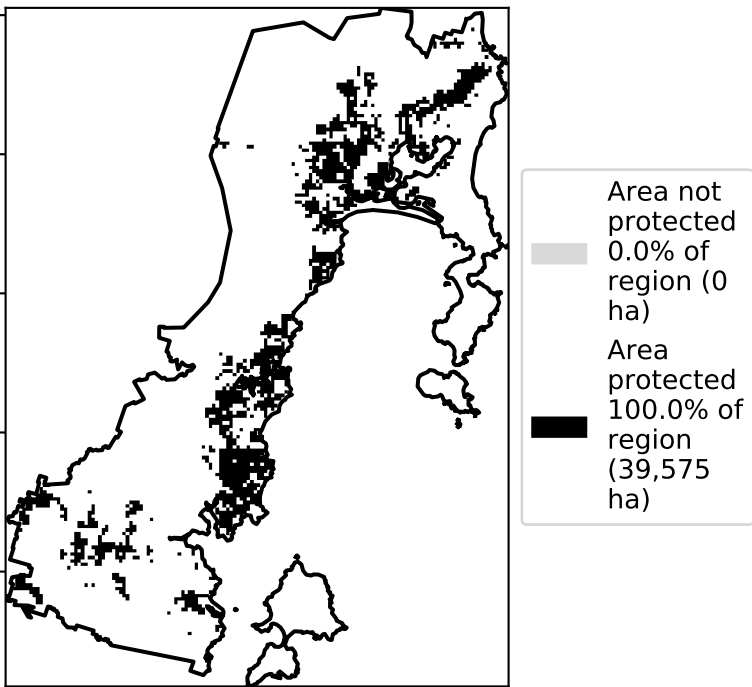 Area not
protected
0.0% of
region (0
ha)
Area
protected
100.0% of
region
(39,575
ha)